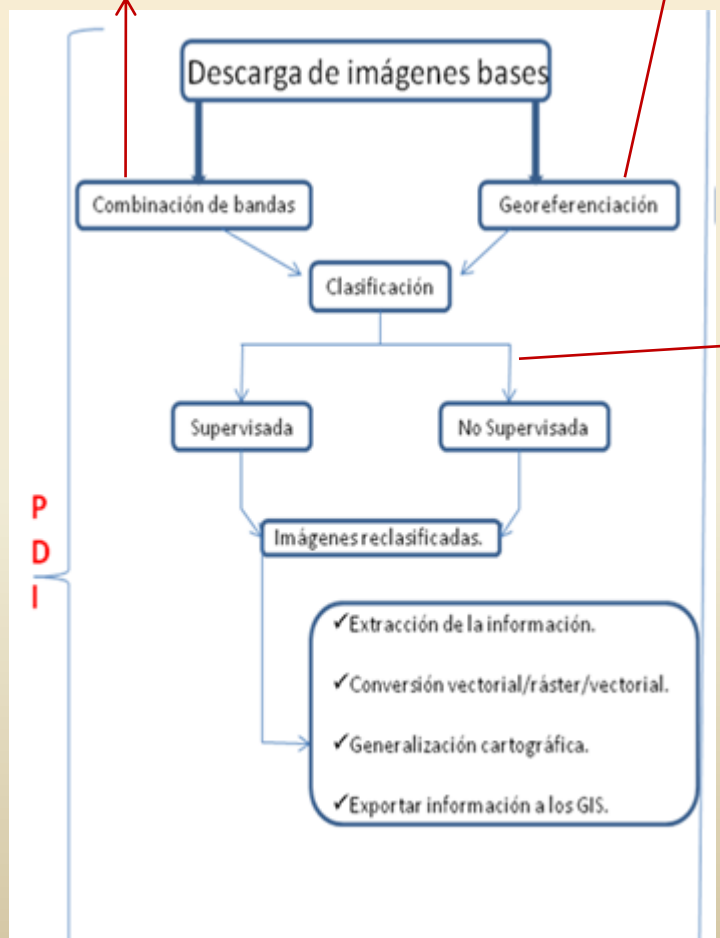 Descarga de imágenes bases
Combinación de bandas
Georeferenciación
Clasificación
Supervisada
No Supervisada
P
D
I
Imágenes reclasificadas.
✓Extracción de la información.
✓Conversión vectorial/ráster/vectorial.
✓Generalización cartográfica.
✓Exportar información a los GIS.